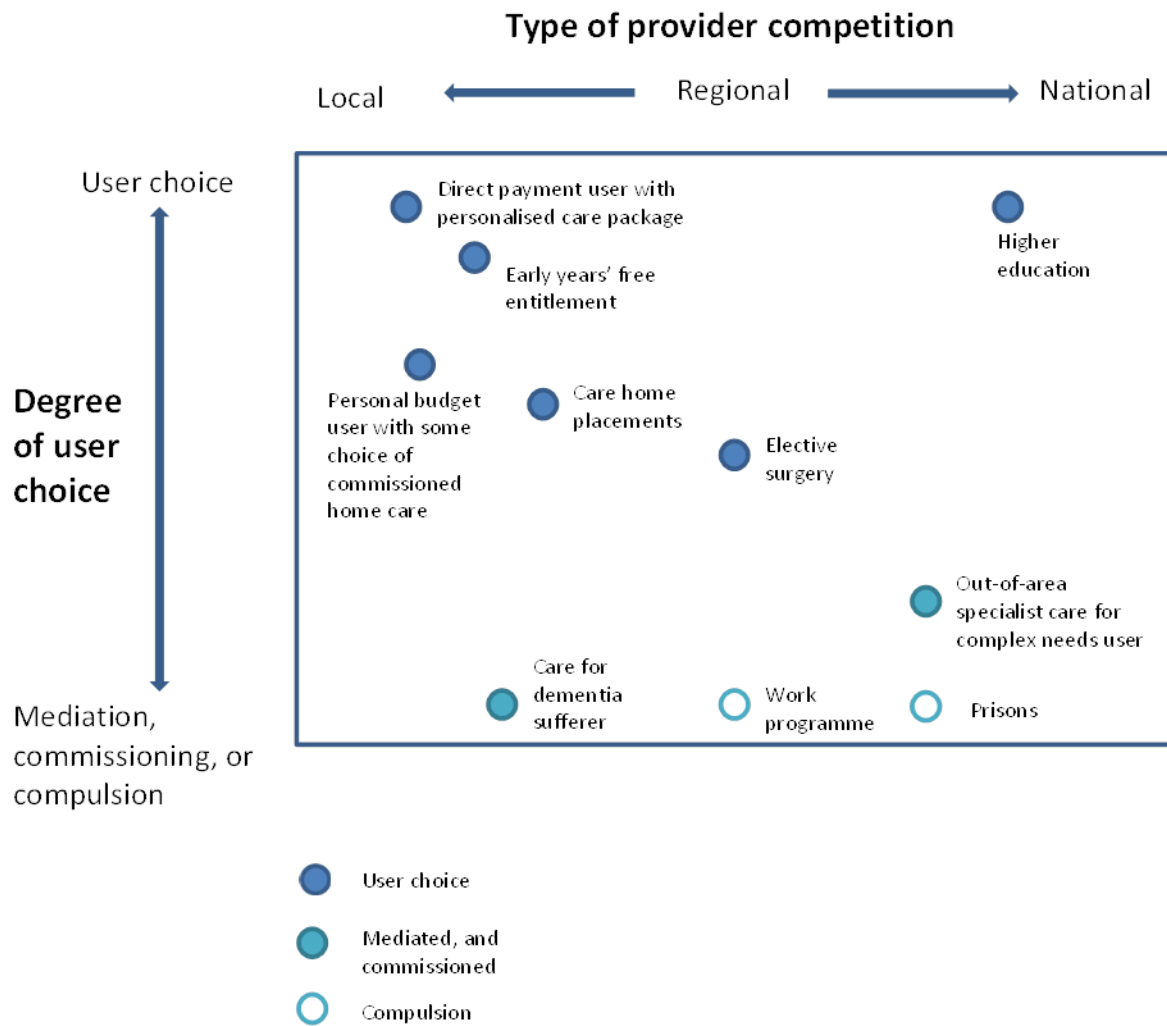 Type of provider competition
Local
Regional
National
User choice
Direct payment user with
personalised care package
Higher
education
Early years’ free
entitlement
Degree
of user
choice
Personal budget
user with some
choice of
commissioned
home care
Care home
placements
Elective
surgery
Out-of-area
specialist care for
complex needs user
Mediation,
commissioning, or
compulsion
Care for
dementia
sufferer
Work
programme
Prisons
User choice
Mediated, and
commissioned
Compulsion